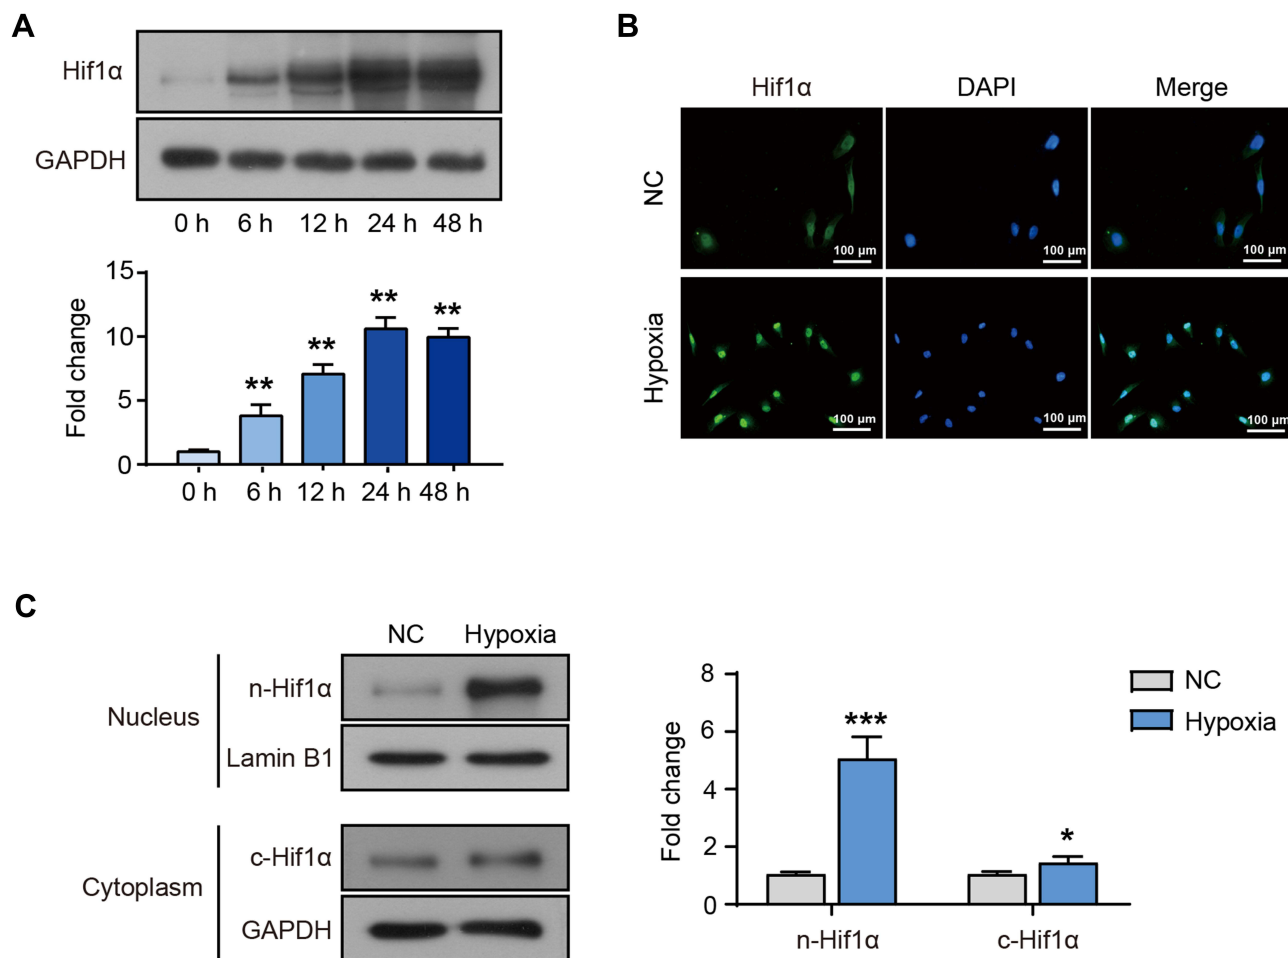 A
Hif1α
GAPDH
0 h 6 h 12 h 24 h 48 h
Fold change
15
10
5
0
** ** ** **
0 h 6 h 12 h 24 h 48 h
B
Hif1α DAPI Merge
NC
100 µm 100 µm 100 µm
Hypoxia
100 µm 100 µm 100 µm
C
NC Hypoxia
Nucleus
n-Hif1α
Lamin B1
Cytoplasm
c-Hif1α
GAPDH
Fold change
8
6
4
2
0
***
*
n-Hif1α c-Hif1α
NC
Hypoxia